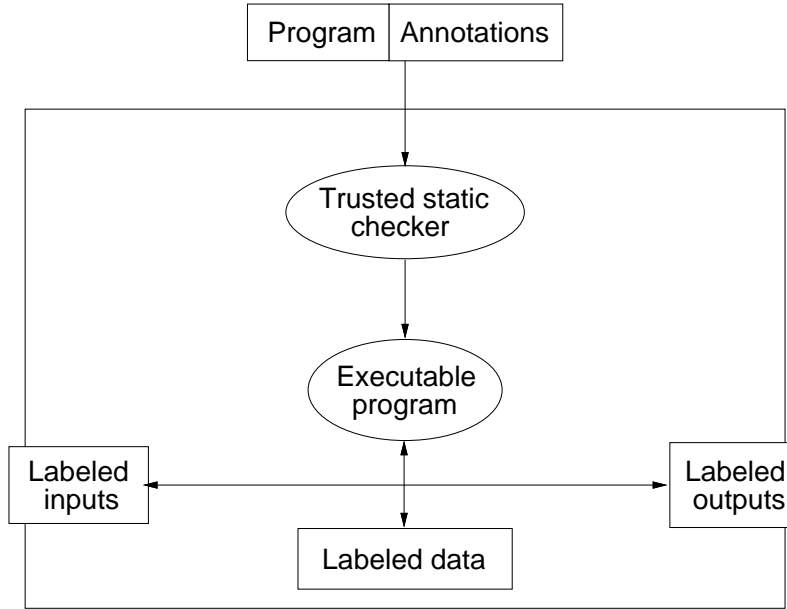 Program
Annotations
Trusted static
checker
Executable
program
Labeled
inputs
Labeled
outputs
Labeled data